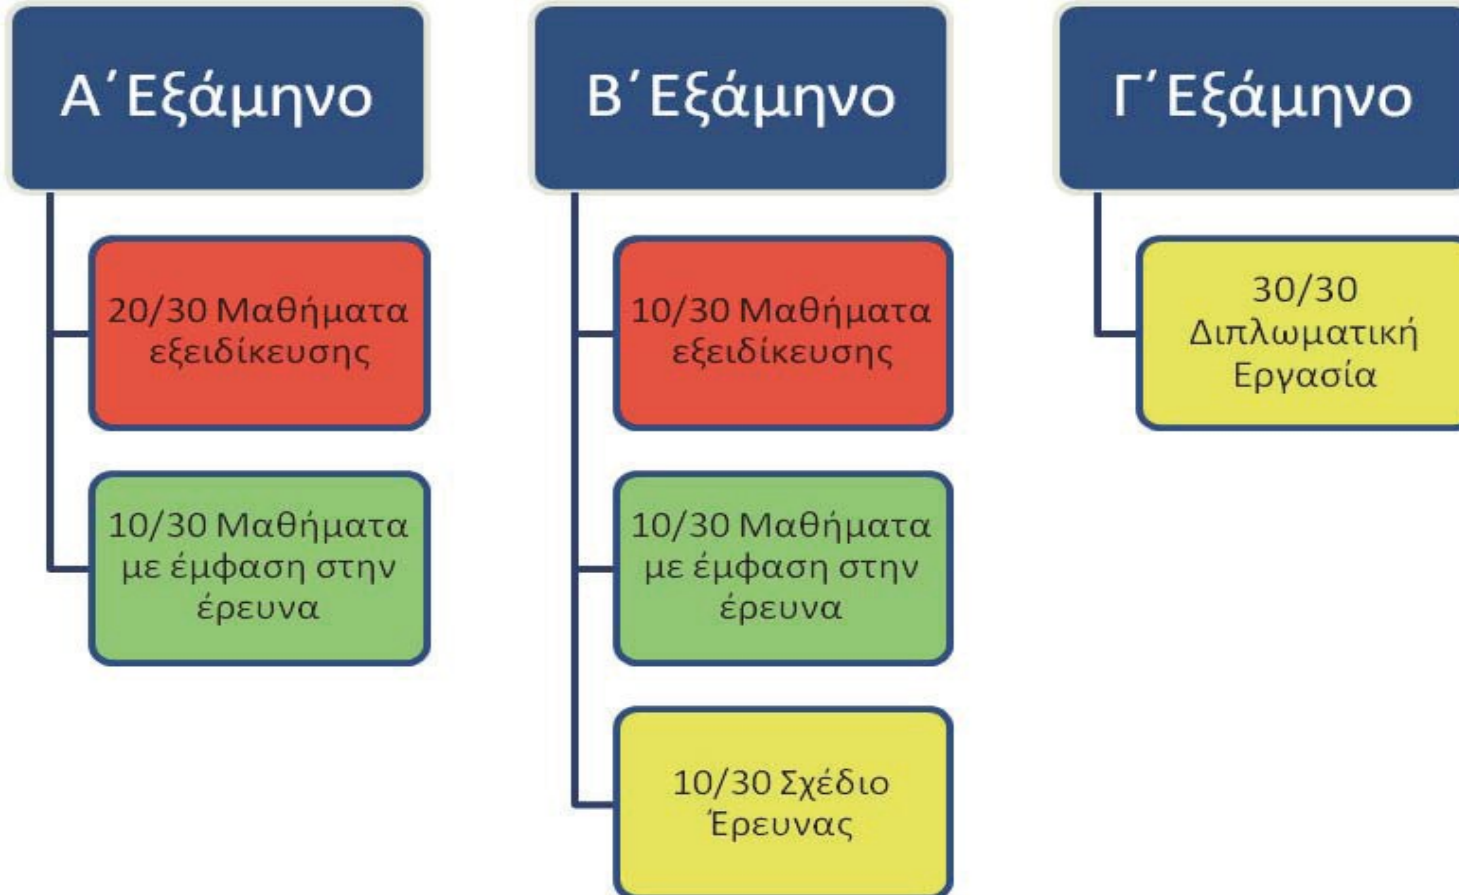 Α΄Εξάμηνο
20/30 Μαθήματα
εξειδίκευσης
10/30 Μαθήματα
με έμφαση στην
έρευνα
Β΄Εξάμηνο
10/30 Μαθήματα
εξειδίκευσης
10/30 Μαθήματα
με έμφαση στην
έρευνα
10/30 Σχέδιο
Έρευνας
Γ΄Εξάμηνο
30/30
Διπλωματική
Εργασία